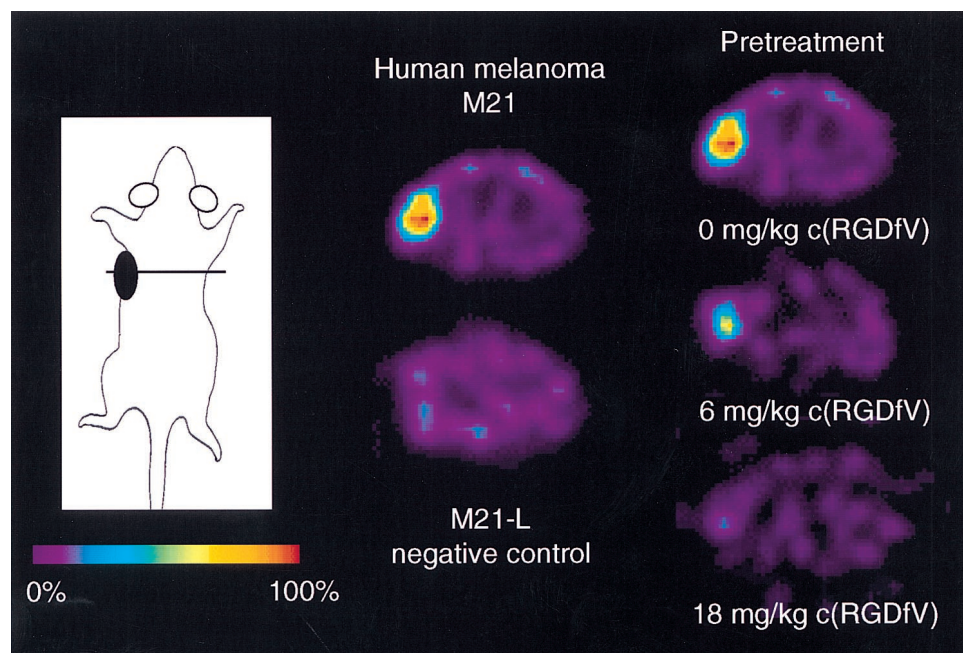 Human melanoma
M21
M21-L
negative control
0%
100%
Pretreatment
0 mg/kg c(RGDfV)
6 mg/kg c(RGDfV)
18 mg/kg c(RGDfV)